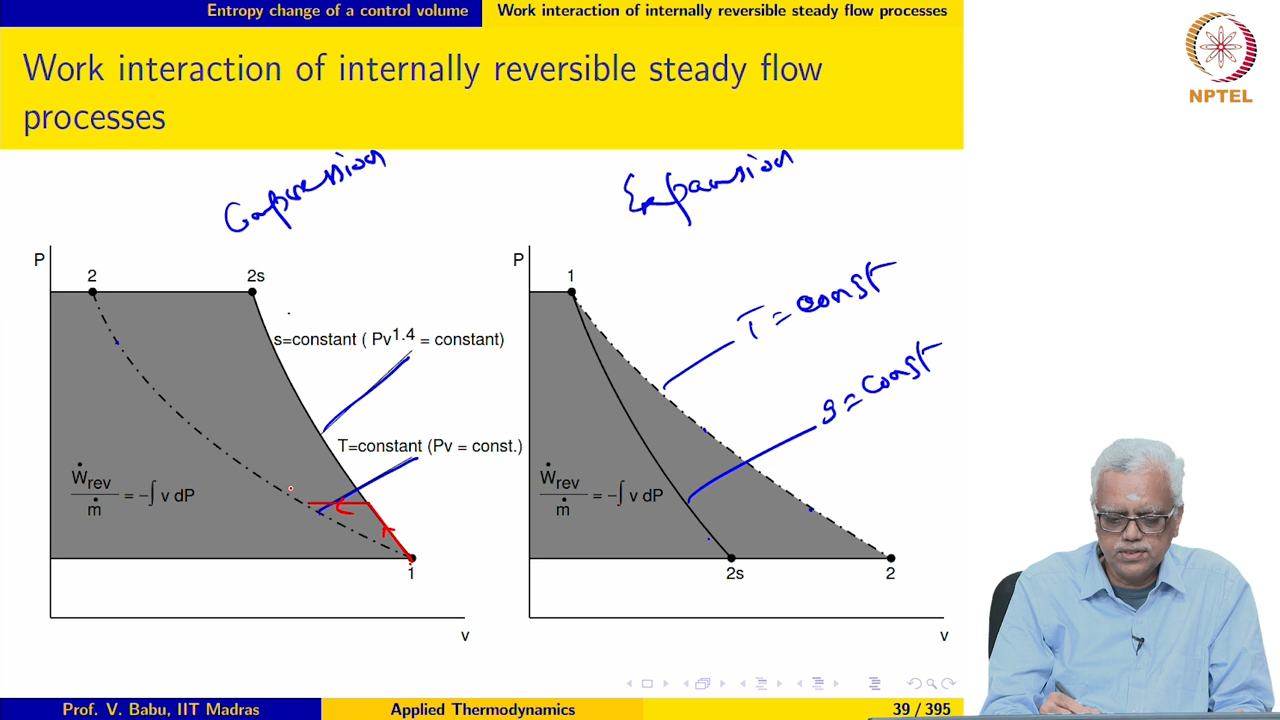 Entropy change of a control volume
Work interaction of internally reversible steady flow processes
Work interaction of internally reversible steady flow
processes
NPTEL
Compression
Expansion
P
2
2s
s=constant ( Pv^1.4 = constant)
T=constant (Pv = const.)
Ẇrev
/ṁ = −∫ v dP
1
v
P
1
T = const
s = const
Ẇrev
/ṁ = −∫ v dP
2s
2
v
Prof. V. Babu, IIT Madras
Applied Thermodynamics
39 / 395